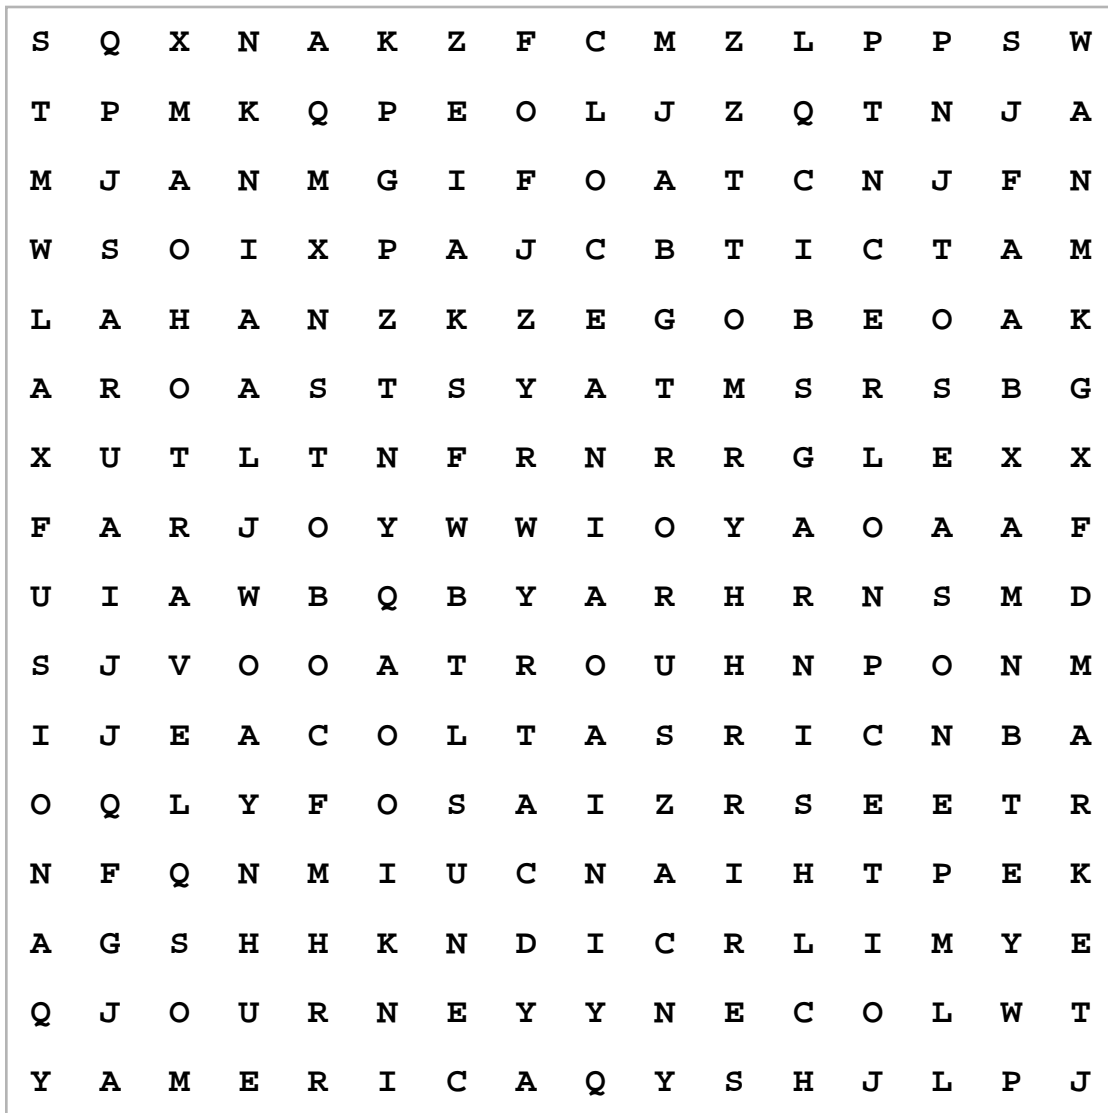 S Q X N A K Z F C M Z L P P S W
T P M K Q P E O L J Z Q T N J A
M J A N M G I F O A T C N J F N
W S O I X P A J C B T I C T A M
L A H A N Z K Z E G O B E O A K
A R O A S T S Y A T M S R S B G
X U T L T N F R N R R G L E X X
F A R J O Y W W I O Y A O A A F
U I A W B Q B Y A R H R N S M D
S J V O O A T R O U H N P O N M
I J E A C O L T A S R I C N B A
O Q L Y F O S A I Z R S E E T R
N F Q N M I U C N A I H T P E K
A G S H H K N D I C R L I M Y E
Q J O U R N E Y Y N E C O L W T
Y A M E R I C A Q Y S H J L P J